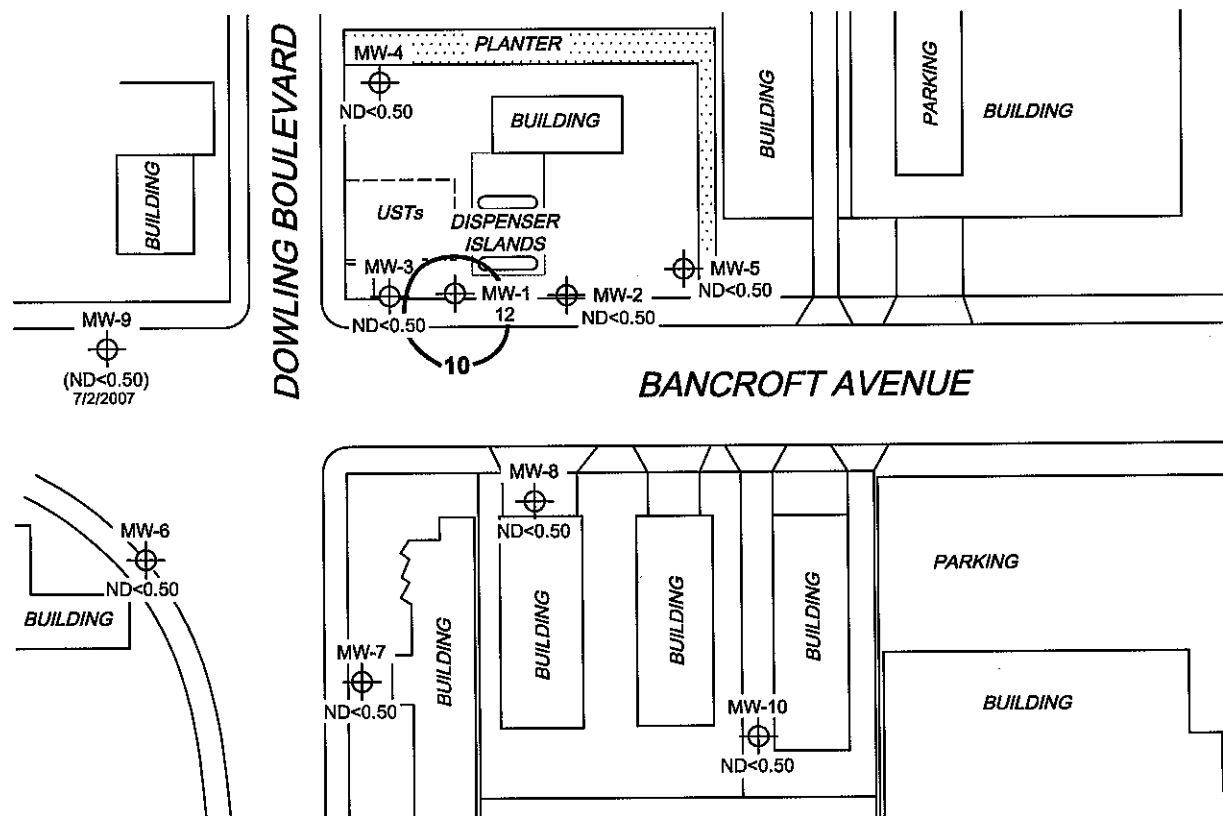 DOWLING BOULEVARD
MW-4
ND<0.50
PLANTER
BUILDING
BUILDING
PARKING
BUILDING
BUILDING
USTs
DISPENSER
ISLANDS
MW-3
ND<0.50
MW-1
12
MW-2
ND<0.50
MW-5
ND<0.50
10
MW-9
(ND<0.50)
7/2/2007
BANCROFT AVENUE
MW-6
ND<0.50
BUILDING
MW-8
ND<0.50
MW-7
ND<0.50
BUILDING
BUILDING
BUILDING
BUILDING
MW-10
ND<0.50
PARKING
BUILDING